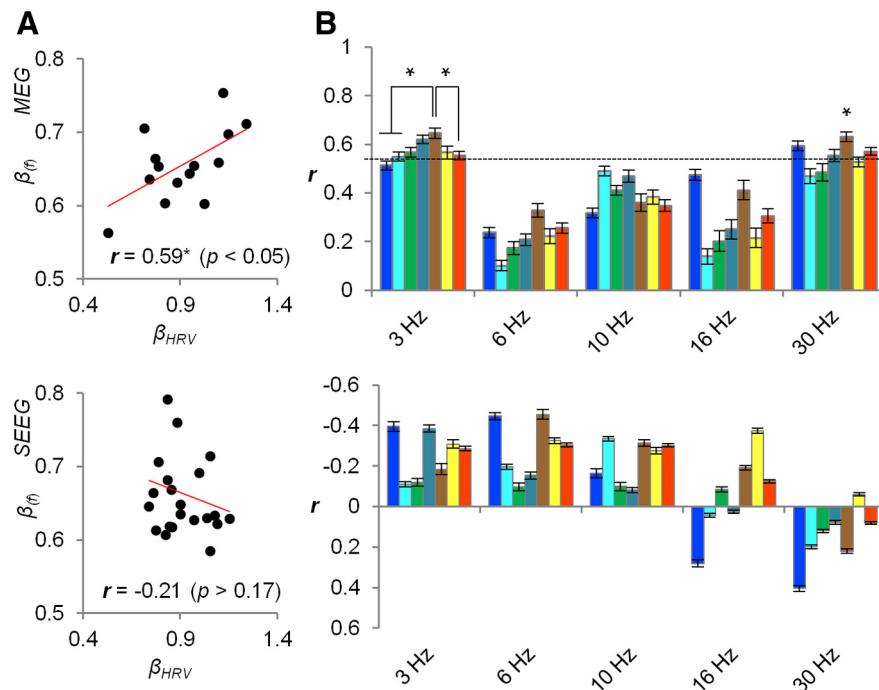 A
B
β(f) MEG
0.8
0.7
0.6
0.5
r = 0.59* (p < 0.05)
0.4
0.9
1.4
βHRV
r
1
0.8
0.6
0.4
0.2
0
*
*
*
3 Hz
6 Hz
10 Hz
16 Hz
30 Hz
β(f) SEEG
0.8
0.7
0.6
0.5
r = -0.21 (p > 0.17)
0.4
0.9
1.4
βHRV
r
-0.6
-0.4
-0.2
0
0.2
0.4
0.6
3 Hz
6 Hz
10 Hz
16 Hz
30 Hz